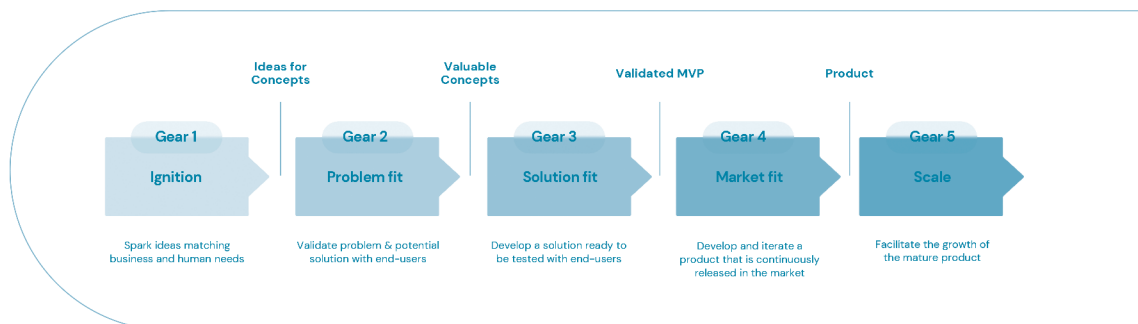 Ideas for
Concepts
Valuable
Concepts
Validated MVP
Product
Gear 1
Gear 2
Gear 3
Gear 4
Gear 5
Ignition
Problem fit
Solution fit
Market fit
Scale
Spark ideas matching
business and human needs
Validate problem & potential
solution with end-users
Develop a solution ready to
be tested with end-users
Develop and iterate a
product that is continuously
released in the market
Facilitate the growth of
the mature product